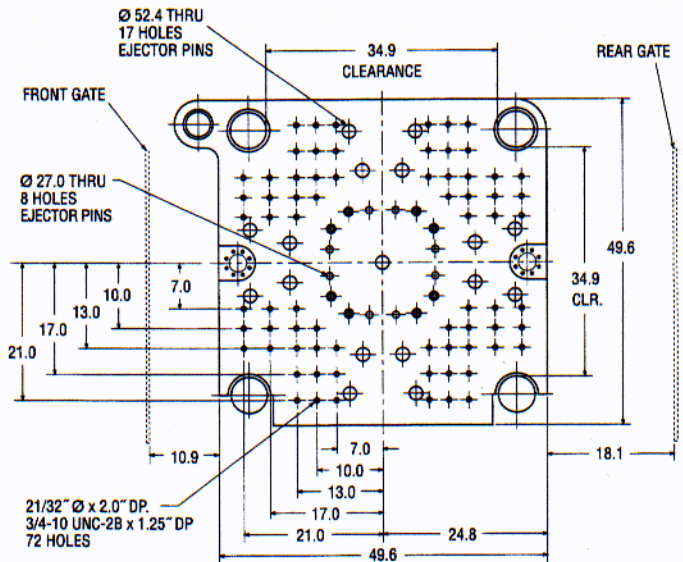 Ø 52.4 THRU
17 HOLES
EJECTOR PINS
34.9
CLEARANCE
REAR GATE
FRONT GATE
Ø 27.0 THRU
8 HOLES
EJECTOR PINS
49.6
34.9
CLR.
7.0
10.0
13.0
17.0
21.0
7.0
10.9
18.1
10.0
13.0
21/32˝ Ø x 2.0˝ DP.
3/4-10 UNC-2B x 1.25˝ DP
72 HOLES
17.0
21.0
24.8
49.6